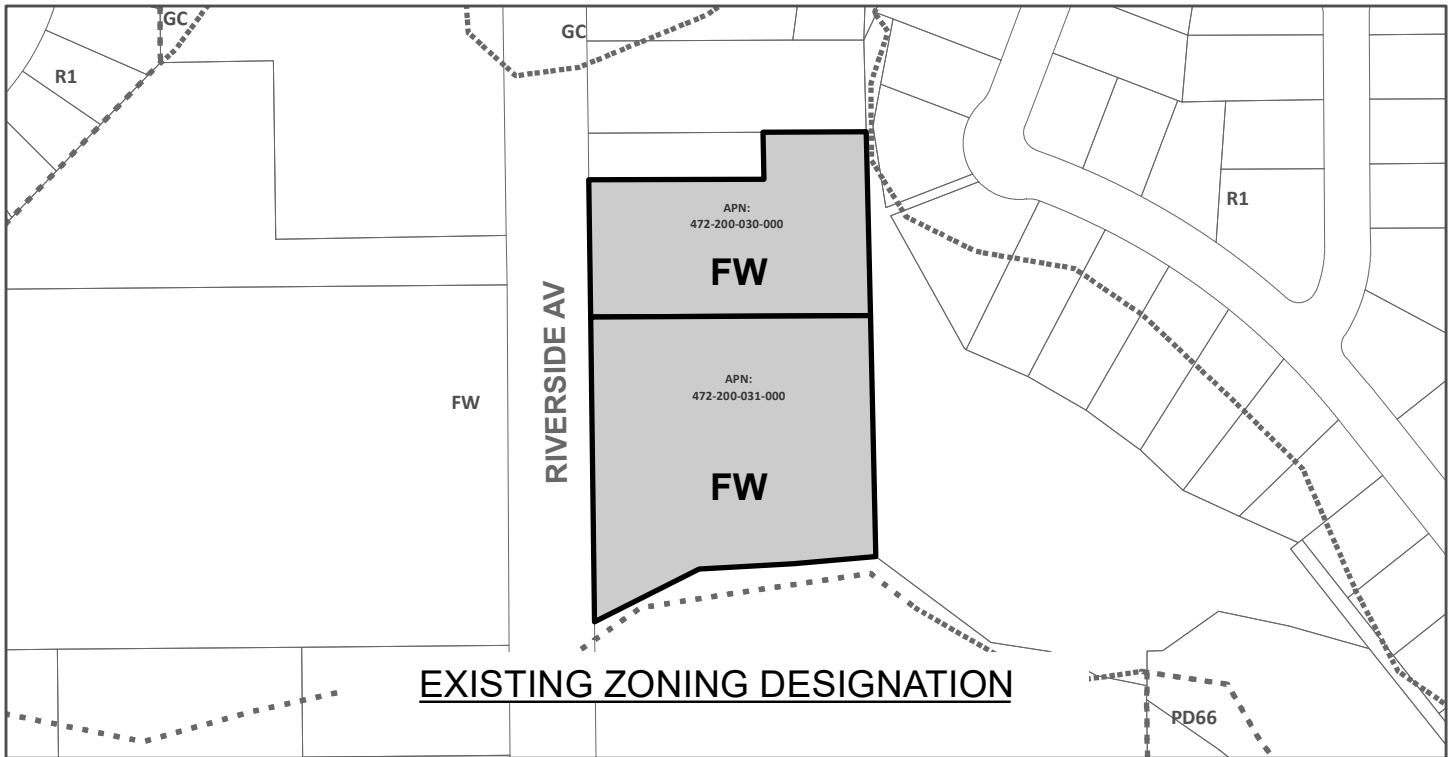 GC
GC
R1
APN:
472-200-030-000
R1
FW
RIVERSIDE AV
APN:
472-200-031-000
FW
FW
EXISTING ZONING DESIGNATION
PD66